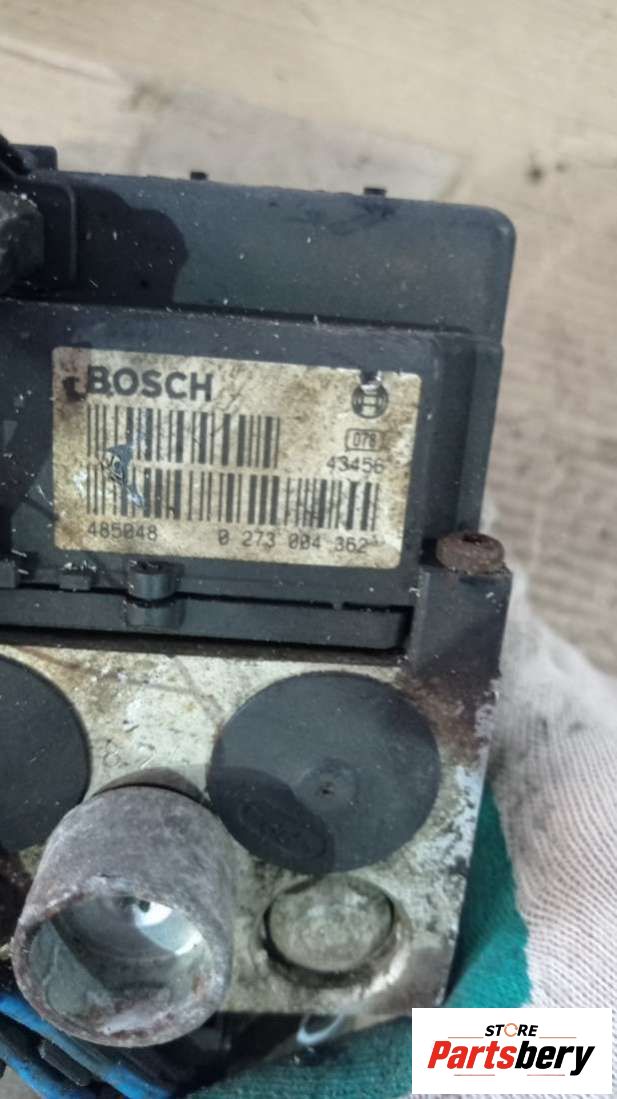 BOSCH
078
43456
485048 0 273 004 362
STORE
Partsbery